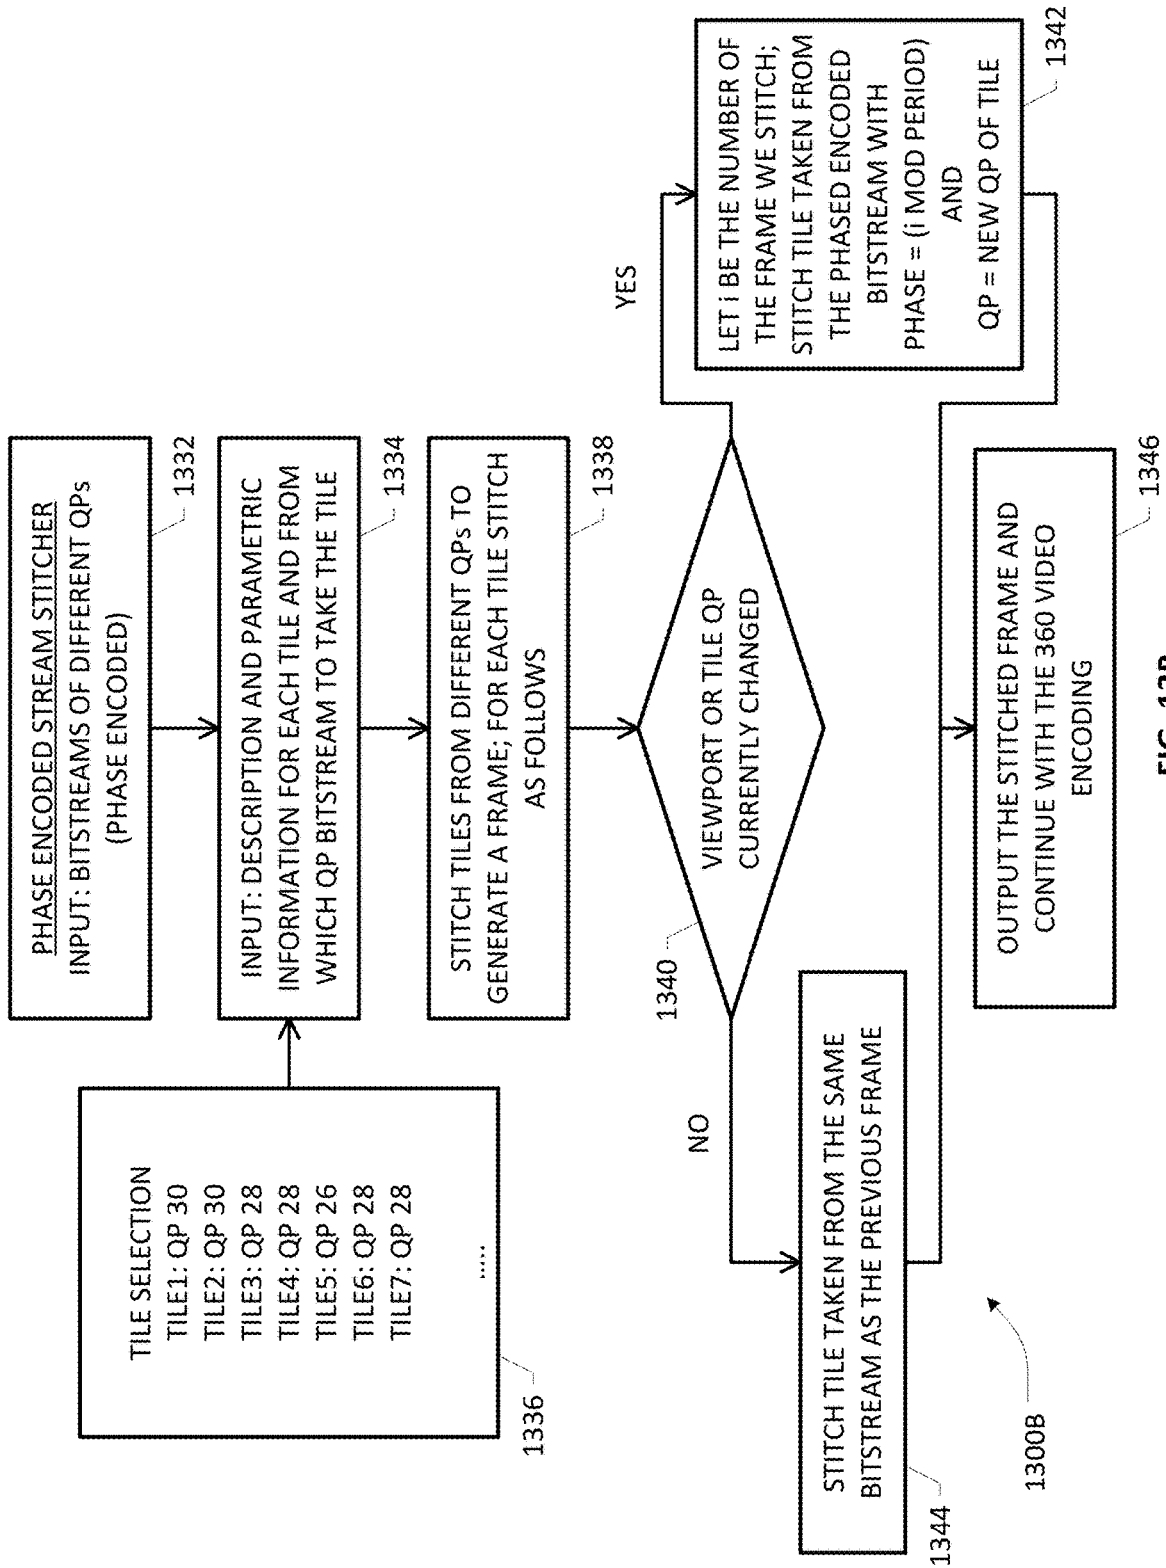 PHASE ENCODED STREAM STITCHER
INPUT: BITSTREAMS OF DIFFERENT QPs
(PHASE ENCODED)
1332
INPUT: DESCRIPTION AND PARAMETRIC
INFORMATION FOR EACH TILE AND FROM
WHICH QP BITSTREAM TO TAKE THE TILE
1334
TILE SELECTION
TILE1: QP 30
TILE2: QP 30
TILE3: QP 28
TILE4: QP 28
TILE5: QP 26
TILE6: QP 28
TILE7: QP 28
.....
1336
STITCH TILES FROM DIFFERENT QPs TO
GENERATE A FRAME; FOR EACH TILE STITCH
AS FOLLOWS
1338
VIEWPORT OR TILE QP
CURRENTLY CHANGED
1340
YES
LET i BE THE NUMBER OF
THE FRAME WE STITCH;
STITCH TILE TAKEN FROM
THE PHASED ENCODED
BITSTREAM WITH
PHASE = (i MOD PERIOD)
AND
QP = NEW QP OF TILE
1342
NO
STITCH TILE TAKEN FROM THE SAME
BITSTREAM AS THE PREVIOUS FRAME
1344
OUTPUT THE STITCHED FRAME AND
CONTINUE WITH THE 360 VIDEO
ENCODING
1346
1300B